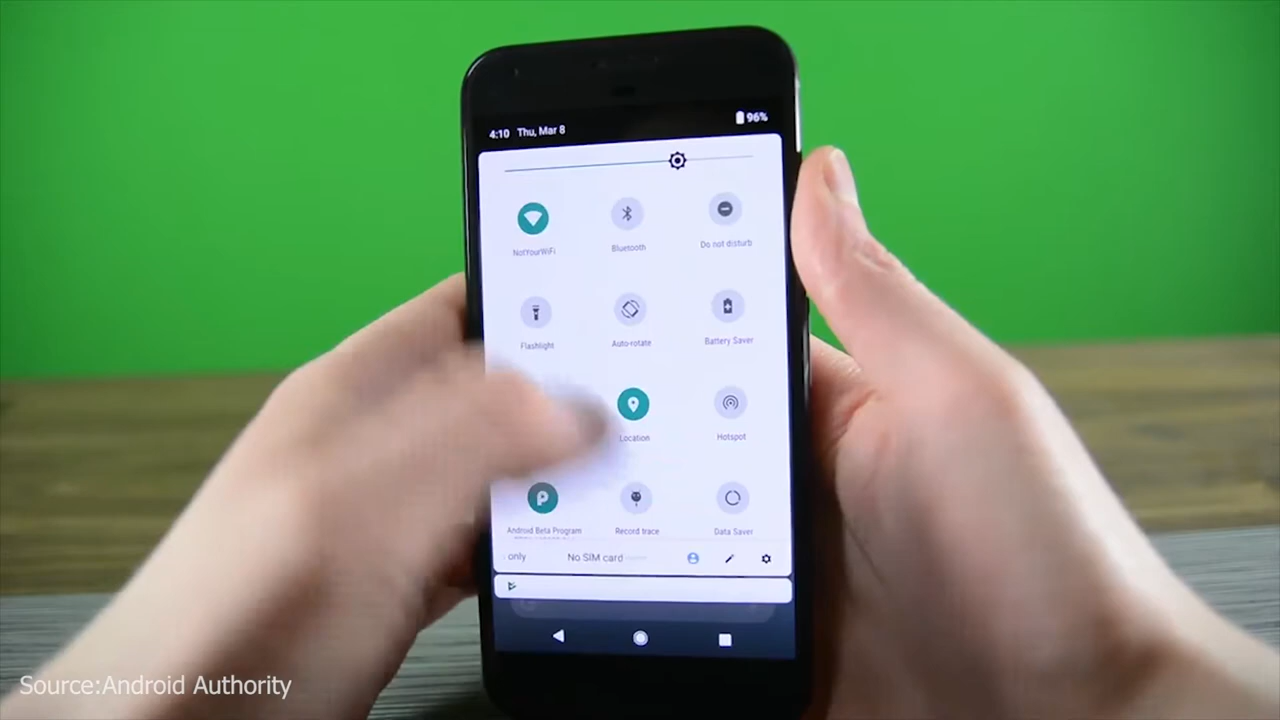 4:10 Thu, Mar 8
96%
NotYourWiFi
Bluetooth
Do not disturb
Flashlight
Auto-rotate
Battery Saver
Location
Hotspot
Android Beta Program
Record trace
Data Saver
only
No SIM card
Source:Android Authority